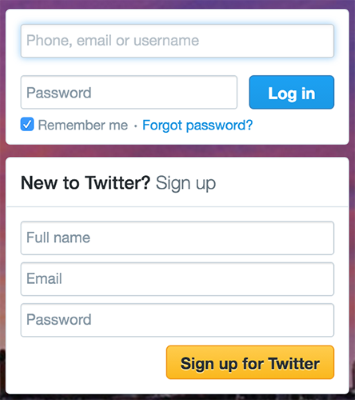 Phone, email or username
Password Log in
Remember me · Forgot password?
New to Twitter? Sign up
Full name
Email
Password
Sign up for Twitter